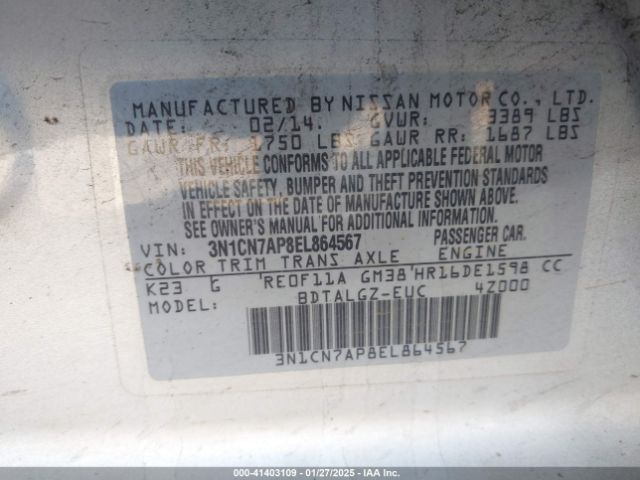 MANUFACTURED BY NISSAN MOTOR CO., LTD.
DATE: 02/14. GVWR: 3389 LBS
GAWR FR: 1750 LBS GAWR RR: 1687 LBS
THIS VEHICLE CONFORMS TO ALL APPLICABLE FEDERAL MOTOR
VEHICLE SAFETY, BUMPER AND THEFT PREVENTION STANDARDS
IN EFFECT ON THE DATE OF MANUFACTURE SHOWN ABOVE.
SEE OWNER'S MANUAL FOR ADDITIONAL INFORMATION.
VIN: 3N1CN7AP8EL864567 PASSENGER CAR.
COLOR TRIM TRANS AXLE ENGINE
K23 G RE0F11A GM38 HR16DE1598 CC
MODEL: BDTALGZ-EUC 4Z000
3N1CN7AP8EL864567
000-41403109 - 01/27/2025 - IAA Inc.